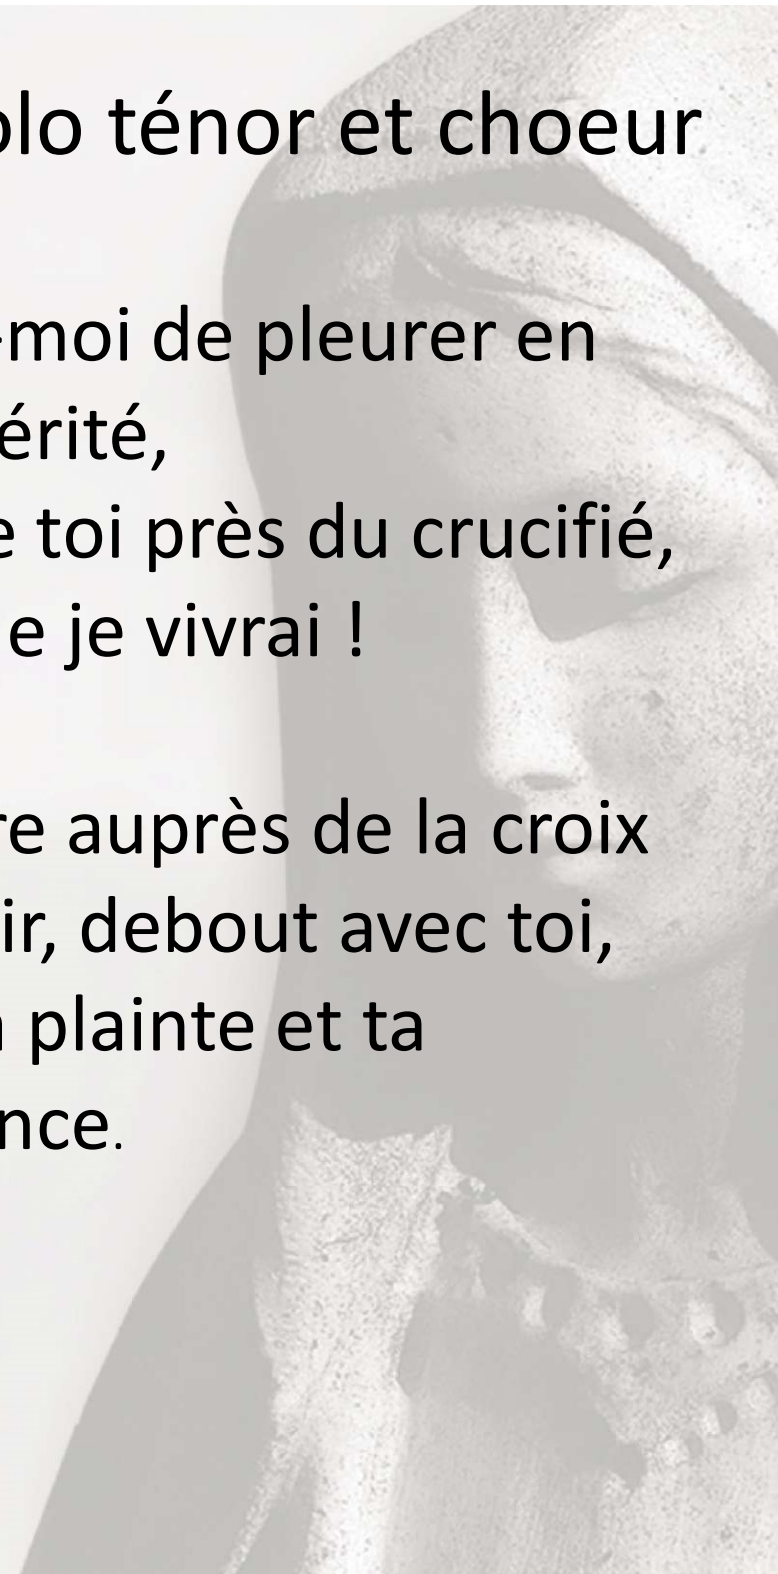 olo ténor et choeur
-moi de pleurer en
érité,
e toi près du crucifié,
e je vivrai !
re auprès de la croix
ir, debout avec toi,
plainte et ta
nce.